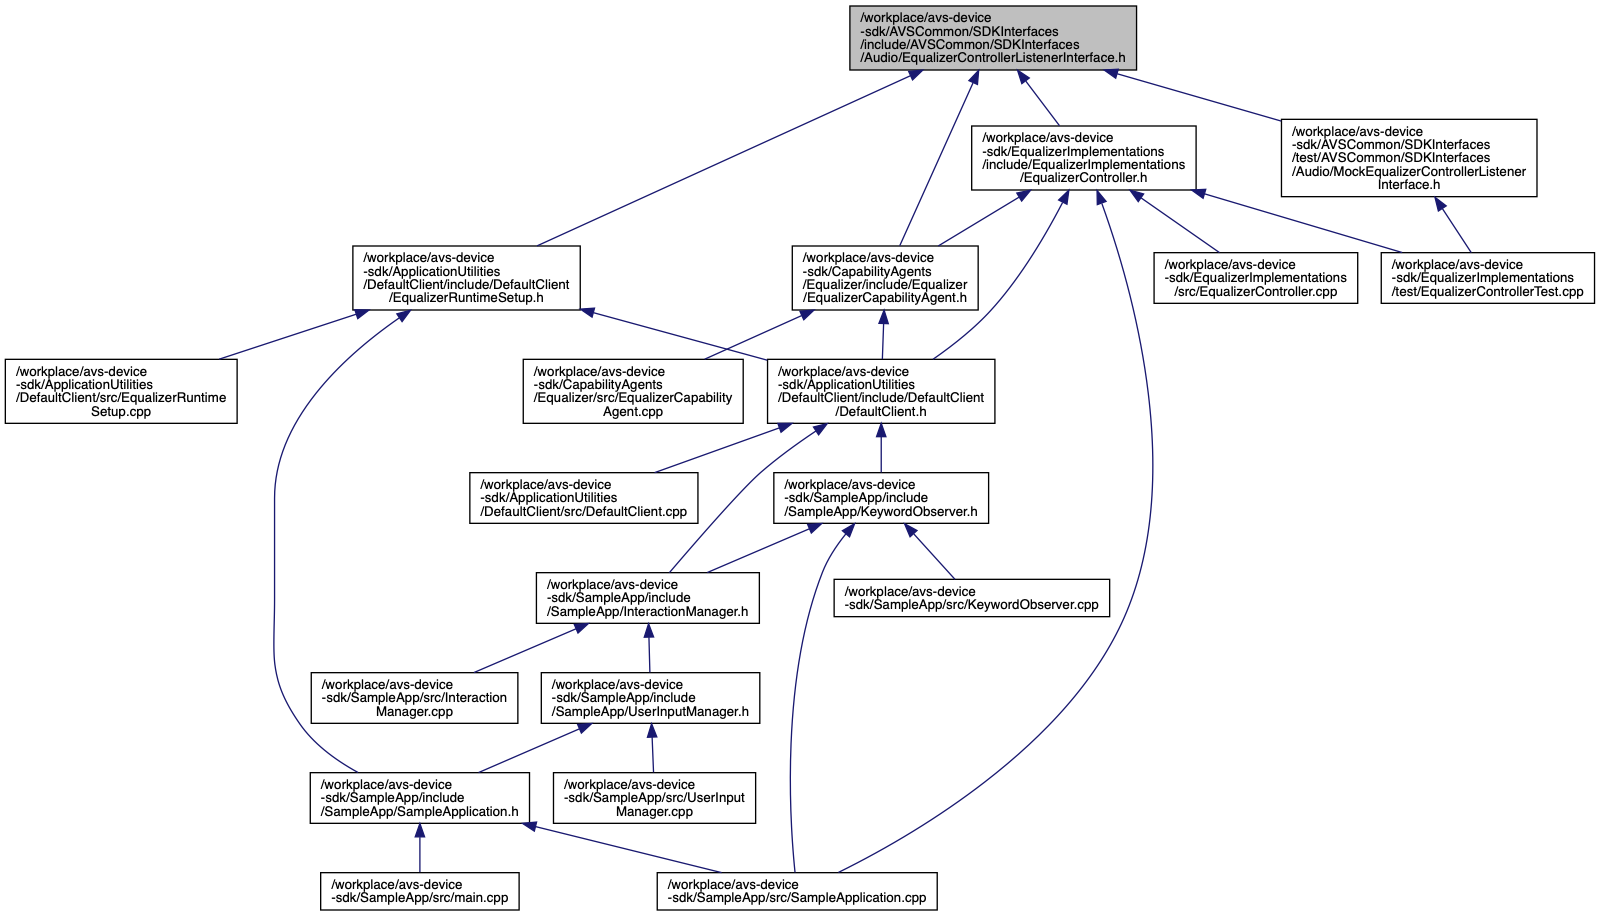 /workplace/avs-device
-sdk/AVSCommon/SDKInterfaces
/include/AVSCommon/SDKInterfaces
/Audio/EqualizerControllerListenerInterface.h
/workplace/avs-device
-sdk/EqualizerImplementations
/include/EqualizerImplementations
/EqualizerController.h
/workplace/avs-device
-sdk/AVSCommon/SDKInterfaces
/test/AVSCommon/SDKInterfaces
/Audio/MockEqualizerControllerListener
Interface.h
/workplace/avs-device
-sdk/ApplicationUtilities
/DefaultClient/include/DefaultClient
/EqualizerRuntimeSetup.h
/workplace/avs-device
-sdk/CapabilityAgents
/Equalizer/include/Equalizer
/EqualizerCapabilityAgent.h
/workplace/avs-device
-sdk/EqualizerImplementations
/src/EqualizerController.cpp
/workplace/avs-device
-sdk/EqualizerImplementations
/test/EqualizerControllerTest.cpp
/workplace/avs-device
-sdk/ApplicationUtilities
/DefaultClient/src/EqualizerRuntime
Setup.cpp
/workplace/avs-device
-sdk/CapabilityAgents
/Equalizer/src/EqualizerCapability
Agent.cpp
/workplace/avs-device
-sdk/ApplicationUtilities
/DefaultClient/include/DefaultClient
/DefaultClient.h
/workplace/avs-device
-sdk/ApplicationUtilities
/DefaultClient/src/DefaultClient.cpp
/workplace/avs-device
-sdk/SampleApp/include
/SampleApp/KeywordObserver.h
/workplace/avs-device
-sdk/SampleApp/include
/SampleApp/InteractionManager.h
/workplace/avs-device
-sdk/SampleApp/src/KeywordObserver.cpp
/workplace/avs-device
-sdk/SampleApp/src/Interaction
Manager.cpp
/workplace/avs-device
-sdk/SampleApp/include
/SampleApp/UserInputManager.h
/workplace/avs-device
-sdk/SampleApp/include
/SampleApp/SampleApplication.h
/workplace/avs-device
-sdk/SampleApp/src/UserInput
Manager.cpp
/workplace/avs-device
-sdk/SampleApp/src/main.cpp
/workplace/avs-device
-sdk/SampleApp/src/SampleApplication.cpp